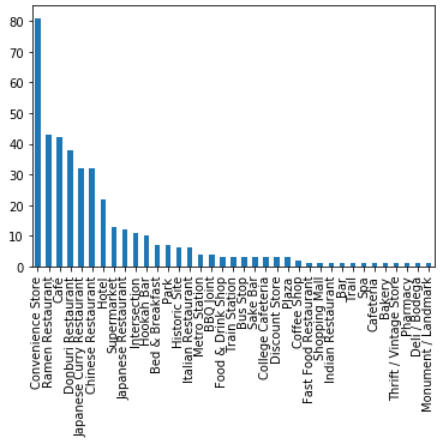 80
70
60
50
40
30
20
10
0
Convenience Store
Ramen Restaurant
Café
Donburi Restaurant
Japanese Curry Restaurant
Chinese Restaurant
Hotel
Supermarket
Japanese Restaurant
Intersection
Hookah Bar
Bed & Breakfast
Park
Historic Site
Italian Restaurant
Metro Station
BBQ Joint
Food & Drink Shop
Train Station
Bus Stop
Sake Bar
College Cafeteria
Discount Store
Plaza
Coffee Shop
Fast Food Restaurant
Shopping Mall
Indian Restaurant
Bar
Trail
Spa
Cafeteria
Bakery
Thrift / Vintage Store
Pharmacy
Deli / Bodega
Monument / Landmark